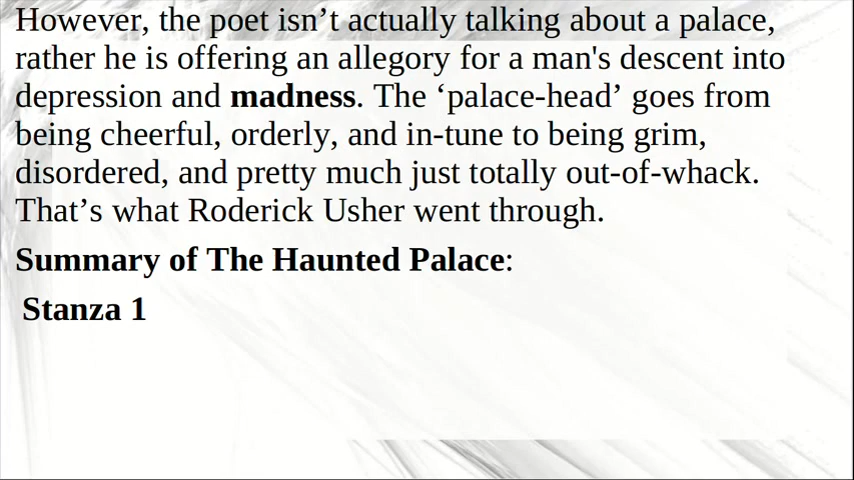 However, the poet isn’t actually talking about a palace,
rather he is offering an allegory for a man's descent into
depression and madness. The ‘palace-head’ goes from
being cheerful, orderly, and in-tune to being grim,
disordered, and pretty much just totally out-of-whack.
That’s what Roderick Usher went through.
Summary of The Haunted Palace:
Stanza 1